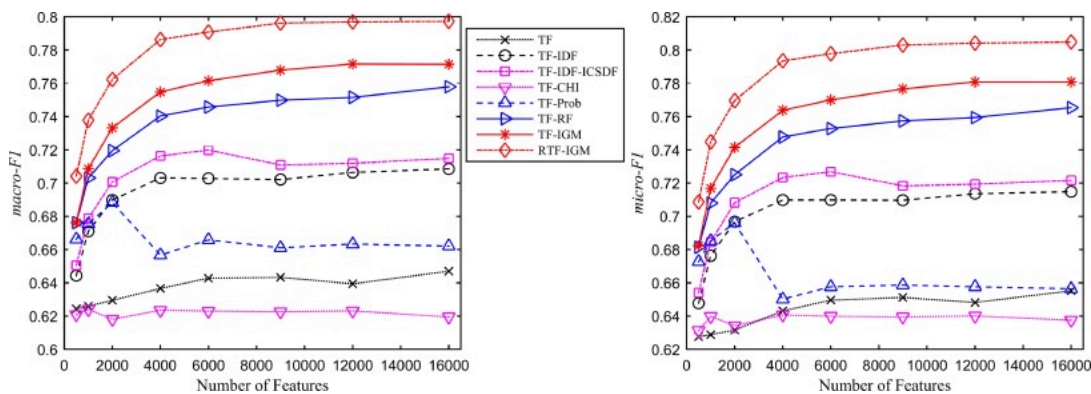 0.8
0.78
0.76
0.74
0.72
0.7
0.68
0.66
0.64
0.62
0.6
macro-F1
0 2000 4000 6000 8000 10000 12000 14000 16000
Number of Features
TF
TF-IDF
TF-IDF-ICSDF
TF-CHI
TF-Prob
TF-RF
TF-IGM
RTF-IGM
0.82
0.8
0.78
0.76
0.74
0.72
0.7
0.68
0.66
0.64
0.62
micro-F1
0 2000 4000 6000 8000 10000 12000 14000 16000
Number of Features